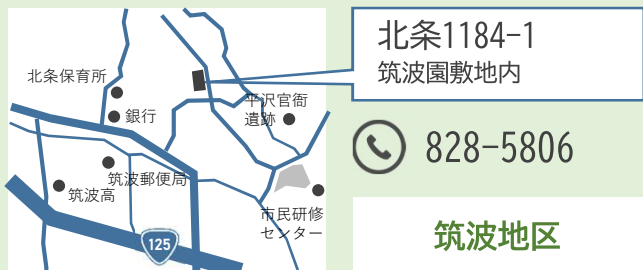 北条1184-1
筑波園敷地内
828-5806
筑波地区
北条保育所
銀行
平沢官衙
遺跡
筑波郵便局
筑波高
市民研修
センター
125